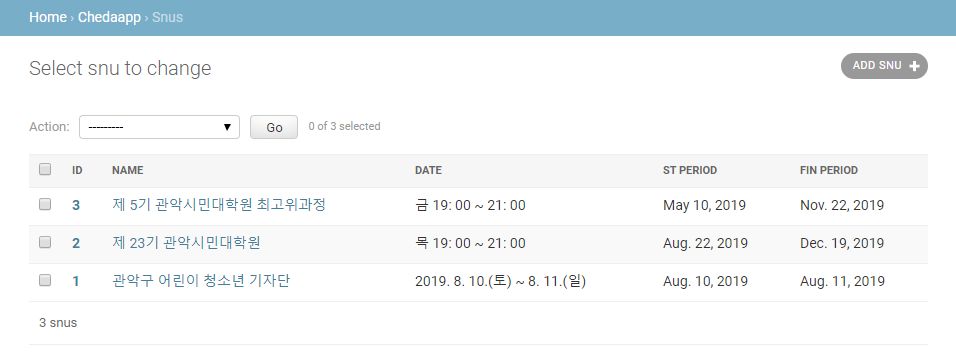 Home › Chedaapp › Snus
Select snu to change
ADD SNU +
Action: --------- ▼ Go 0 of 3 selected
ID NAME DATE ST PERIOD FIN PERIOD
3 제 5기 관악시민대학원 최고위과정 금 19: 00 ~ 21: 00 May 10, 2019 Nov. 22, 2019
2 제 23기 관악시민대학원 목 19: 00 ~ 21: 00 Aug. 22, 2019 Dec. 19, 2019
1 관악구 어린이 청소년 기자단 2019. 8. 10.(토) ~ 8. 11.(일) Aug. 10, 2019 Aug. 11, 2019
3 snus